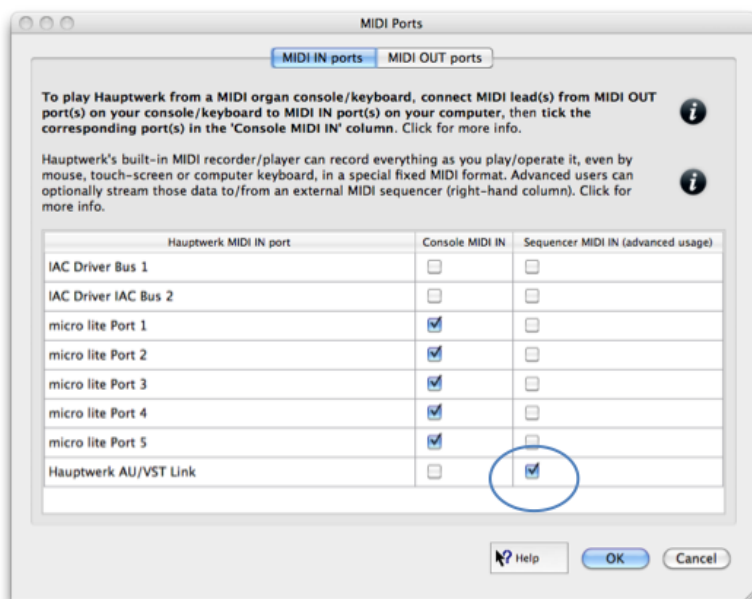 MIDI Ports
MIDI IN ports MIDI OUT ports
To play Hauptwerk from a MIDI organ console/keyboard, connect MIDI lead(s) from MIDI OUT
port(s) on your console/keyboard to MIDI IN port(s) on your computer, then tick the
corresponding port(s) in the 'Console MIDI IN' column. Click for more info.
Hauptwerk's built-in MIDI recorder/player can record everything as you play/operate it, even by
mouse, touch-screen or computer keyboard, in a special fixed MIDI format. Advanced users can
optionally stream those data to/from an external MIDI sequencer (right-hand column). Click for
more info.
Hauptwerk MIDI IN port Console MIDI IN Sequencer MIDI IN (advanced usage)
IAC Driver Bus 1
IAC Driver IAC Bus 2
micro lite Port 1
micro lite Port 2
micro lite Port 3
micro lite Port 4
micro lite Port 5
Hauptwerk AU/VST Link
Help OK Cancel